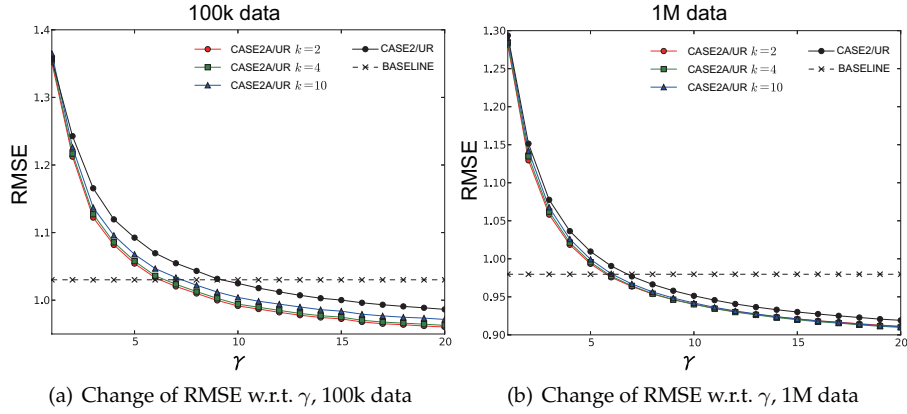 100k data
1.4
1.3
1.2
1.1
1.0
RMSE
5
10
15
20
γ
CASE2A/UR k=2
CASE2A/UR k=4
CASE2A/UR k=10
CASE2/UR
BASELINE
(a) Change of RMSE w.r.t. γ, 100k data
1M data
1.30
1.25
1.20
1.15
1.10
1.05
1.00
0.95
0.90
RMSE
5
10
15
20
γ
CASE2A/UR k=2
CASE2A/UR k=4
CASE2A/UR k=10
CASE2/UR
BASELINE
(b) Change of RMSE w.r.t. γ, 1M data